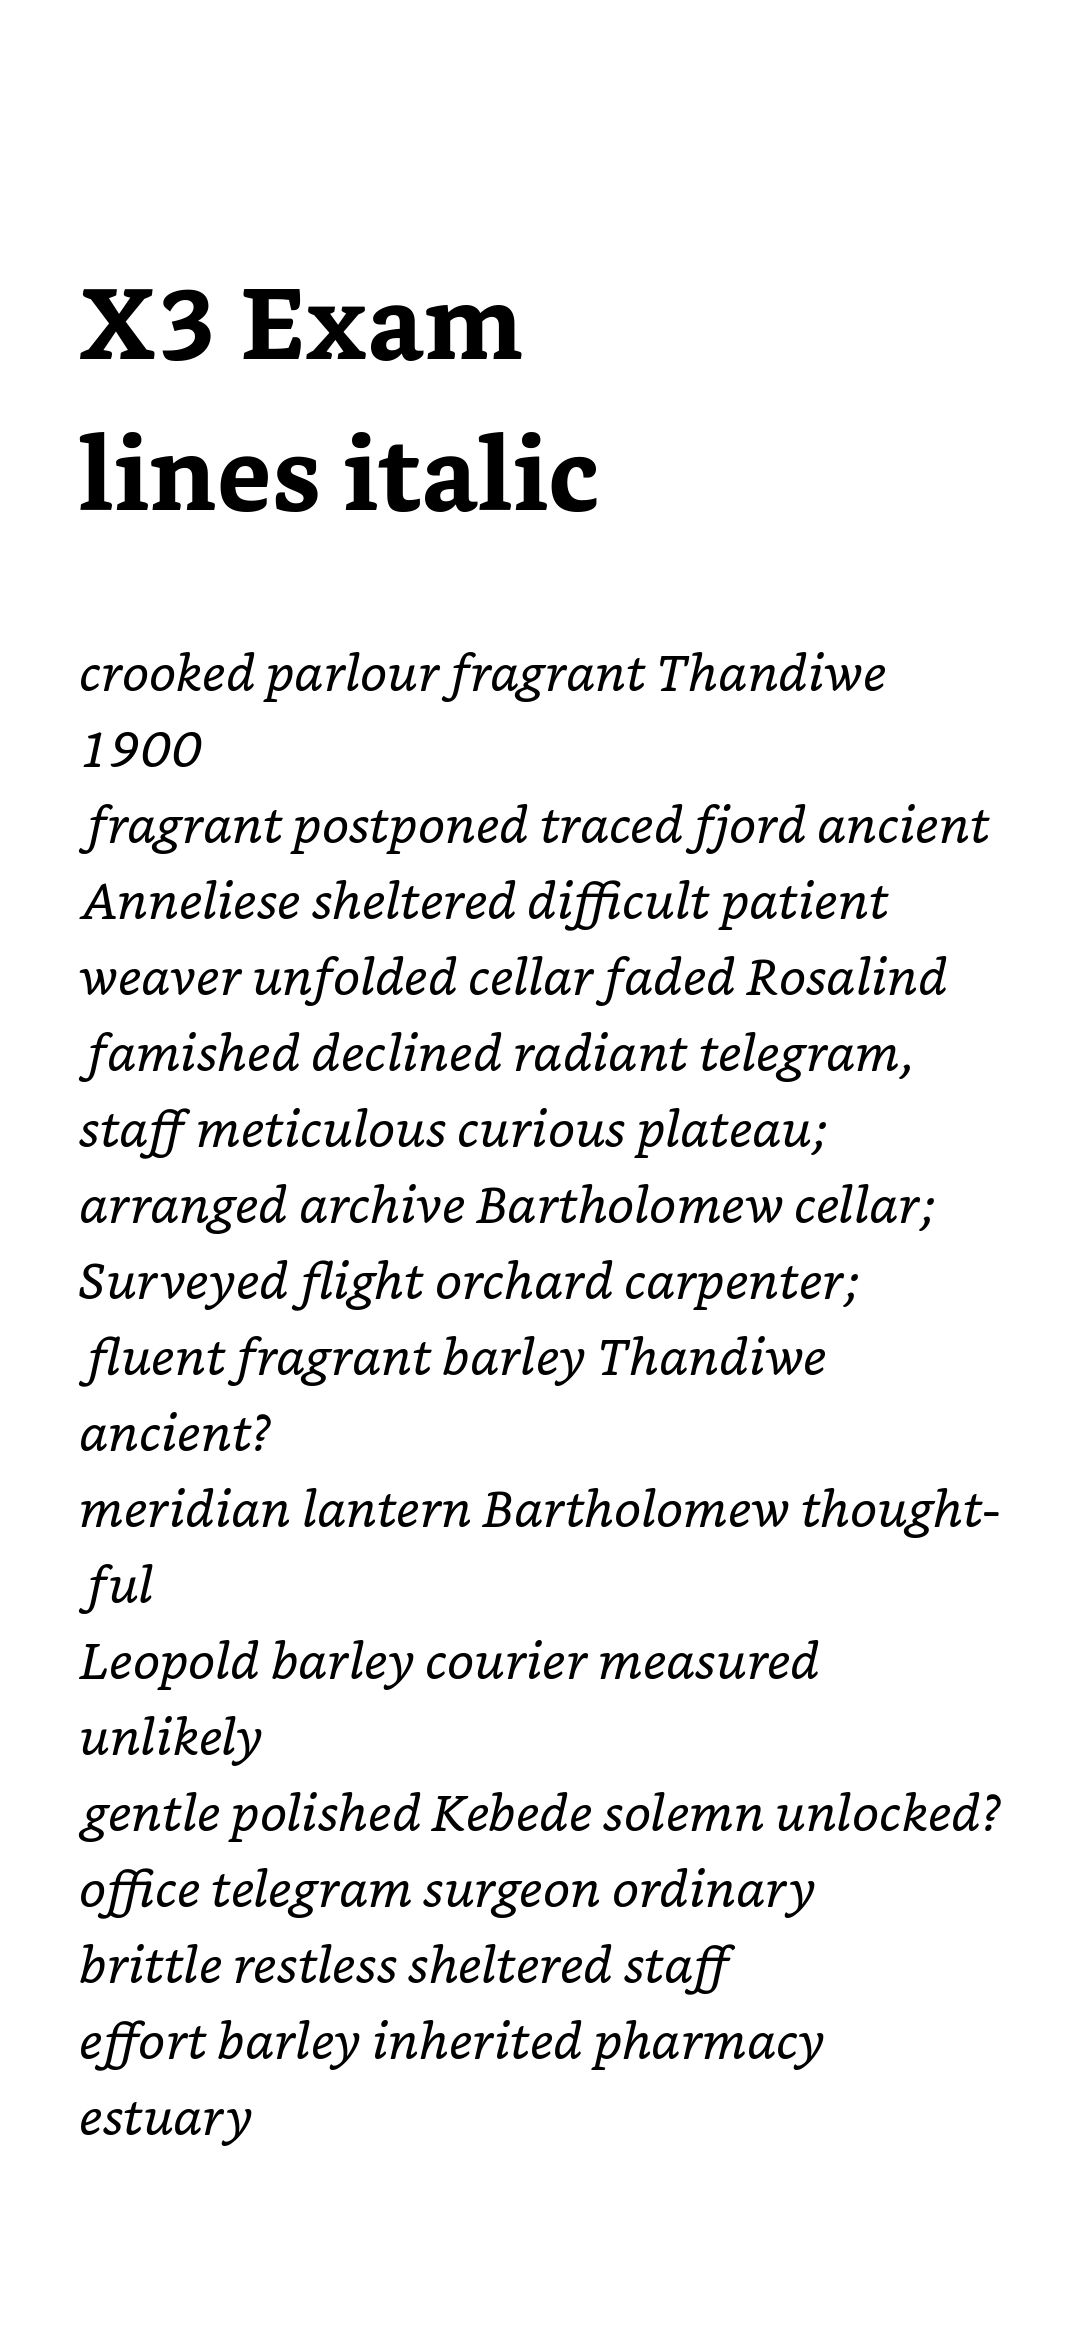 X3 Exam
lines italic
crooked parlour fragrant Thandiwe
1900
fragrant postponed traced fjord ancient
Anneliese sheltered difficult patient
weaver unfolded cellar faded Rosalind
famished declined radiant telegram,
staff meticulous curious plateau;
arranged archive Bartholomew cellar;
Surveyed flight orchard carpenter;
fluent fragrant barley Thandiwe
ancient?
meridian lantern Bartholomew thought-
ful
Leopold barley courier measured
unlikely
gentle polished Kebede solemn unlocked?
office telegram surgeon ordinary
brittle restless sheltered staff
effort barley inherited pharmacy
estuary